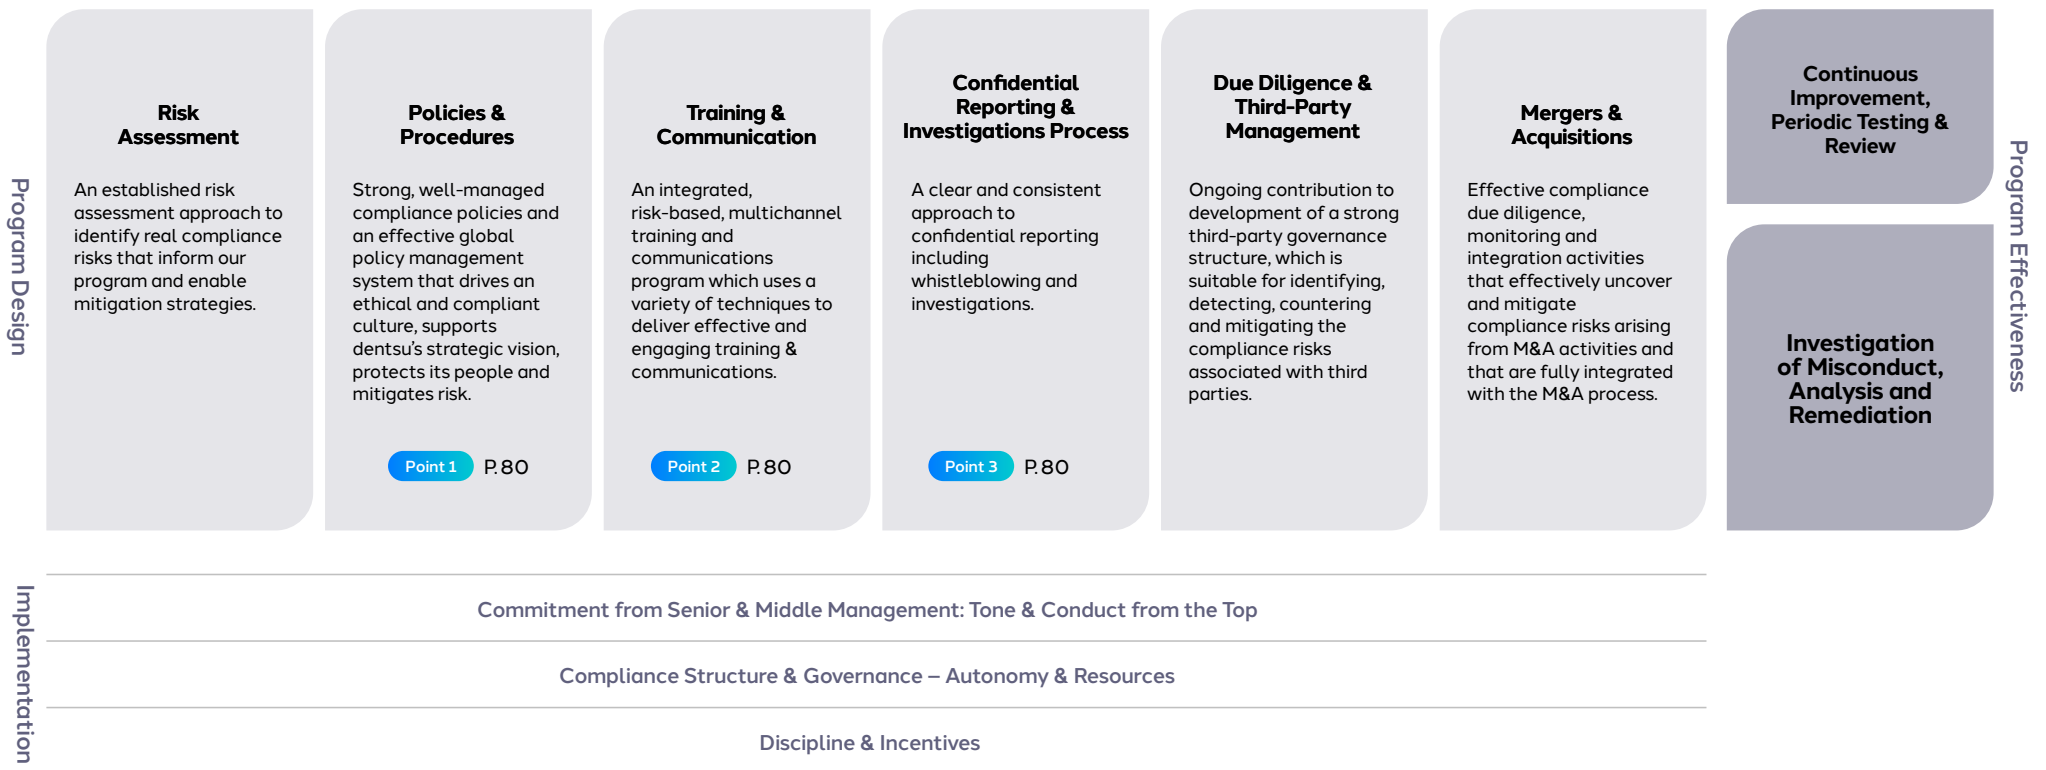 Program Design
Risk
Assessment
An established risk
assessment approach to
identify real compliance
risks that inform our
program and enable
mitigation strategies.
Policies &
Procedures
Strong, well-managed
compliance policies and
an effective global
policy management
system that drives an
ethical and compliant
culture, supports
dentsu’s strategic vision,
protects its people and
mitigates risk.
Point 1 P. 80
Training &
Communication
An integrated,
risk-based, multichannel
training and
communications
program which uses a
variety of techniques to
deliver effective and
engaging training &
communications.
Point 2 P. 80
Confidential
Reporting &
Investigations Process
A clear and consistent
approach to
confidential reporting
including
whistleblowing and
investigations.
Point 3 P. 80
Due Diligence &
Third-Party
Management
Ongoing contribution to
development of a strong
third-party governance
structure, which is
suitable for identifying,
detecting, countering
and mitigating the
compliance risks
associated with third
parties.
Mergers &
Acquisitions
Effective compliance
due diligence,
monitoring and
integration activities
that effectively uncover
and mitigate
compliance risks arising
from M&A activities and
that are fully integrated
with the M&A process.
Continuous
Improvement,
Periodic Testing &
Review
Investigation
of Misconduct,
Analysis and
Remediation
Program Effectiveness
Implementation
Commitment from Senior & Middle Management: Tone & Conduct from the Top
Compliance Structure & Governance – Autonomy & Resources
Discipline & Incentives